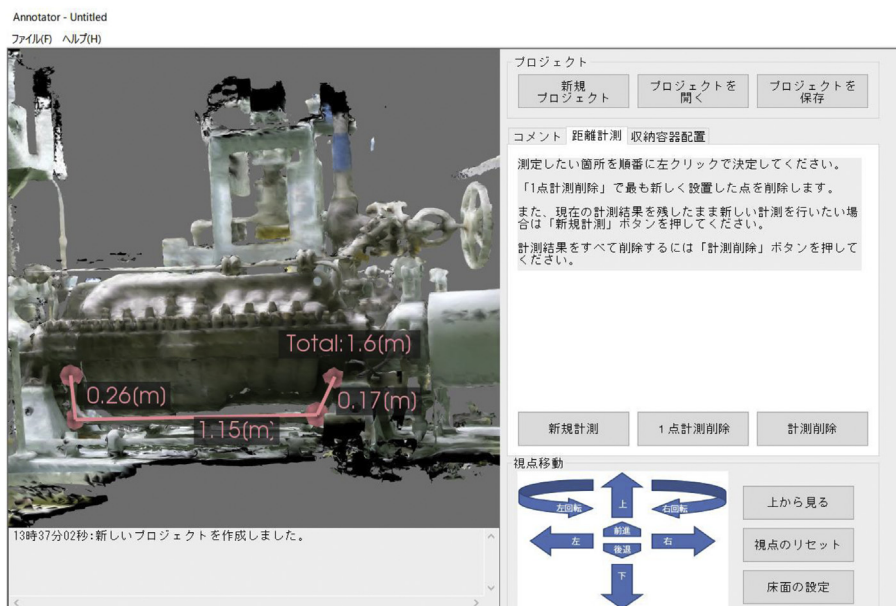 Annotator - Untitled
ファイル(F) ヘルプ(H)
プロジェクト
新規
プロジェクト
プロジェクトを
開く
プロジェクトを
保存
コメント 距離計測 収納容器配置
測定したい箇所を順番に左クリックで決定してください。
「1点計測削除」で最も新しく設置した点を削除します。
また、現在の計測結果を残したまま新しい計測を行いたい場
合は「新規計測」ボタンを押してください。
計測結果をすべて削除するには「計測削除」ボタンを押して
ください。
Total:1.6(m)
0.26(m)
0.17(m)
1.15(m)
新規計測
1点計測削除
計測削除
視点移動
左回転
上
右回転
前進
左
右
後退
下
上から見る
視点のリセット
床面の設定
13時37分02秒:新しいプロジェクトを作成しました。